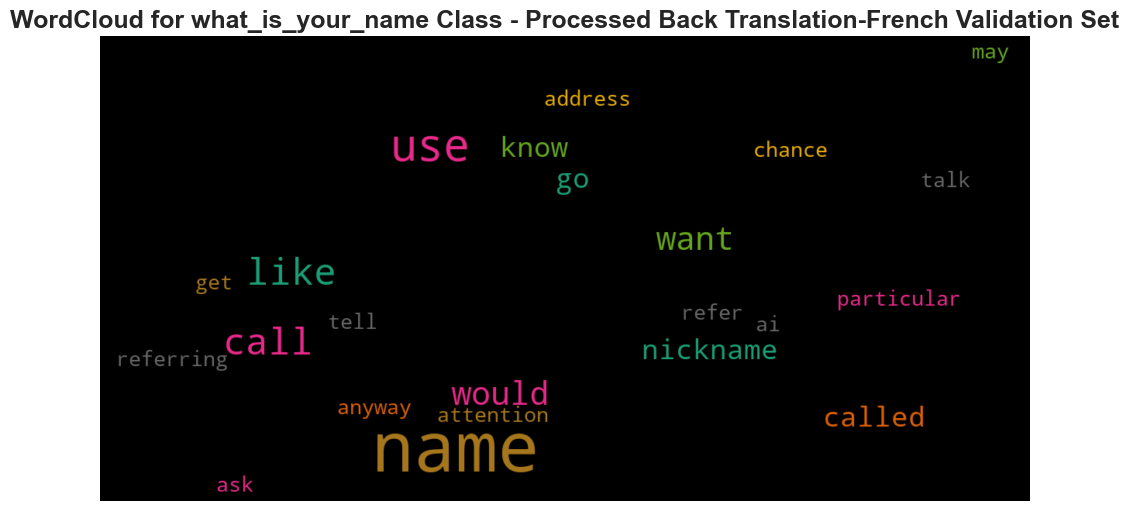 WordCloud for what_is_your_name Class - Processed Back Translation-French Validation Set
may
address
use
know
chance
go
talk
want
like
get
particular
refer
tell
ai
call
nickname
referring
would
anyway
attention
called
name
ask